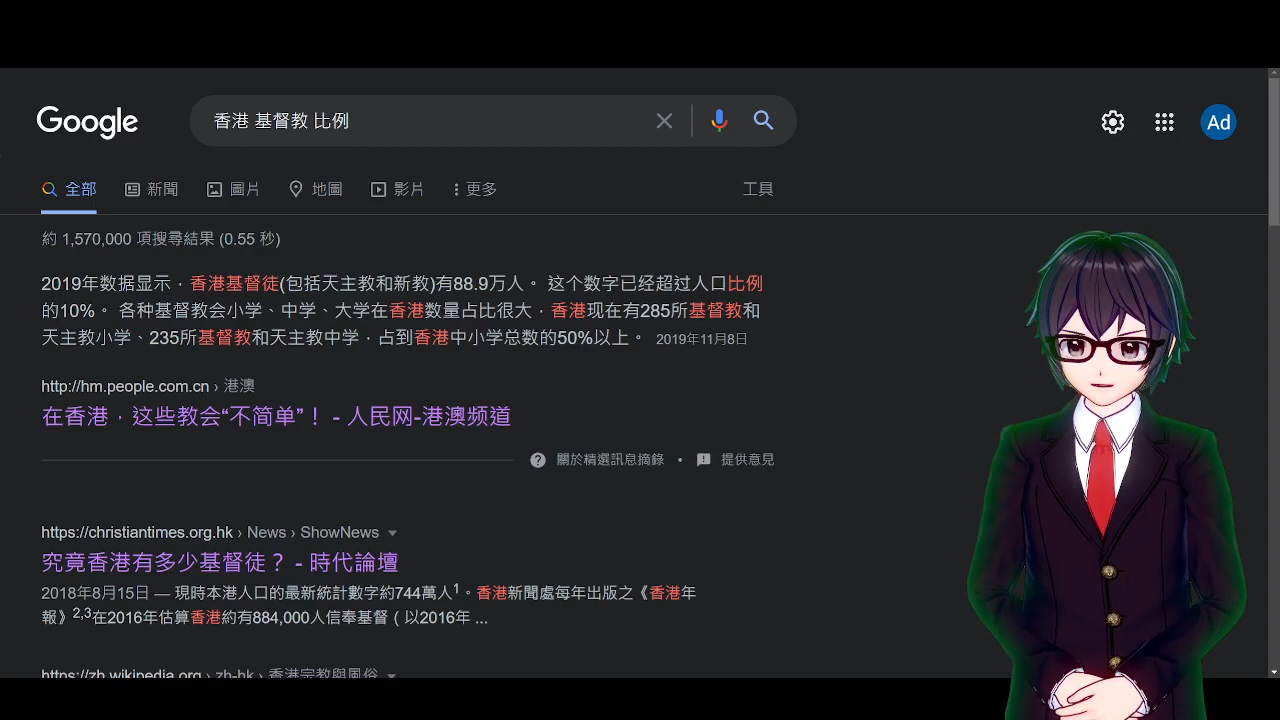 Google
香港 基督教 比例
Ad
全部
新聞
圖片
地圖
影片
更多
工具
約 1,570,000 項搜尋結果 (0.55 秒)
2019年数据显示，香港基督徒(包括天主教和新教)有88.9万人。 这个数字已经超过人口比例
的10%。 各种基督教会小学、中学、大学在香港数量占比很大，香港现在有285所基督教和
天主教小学、235所基督教和天主教中学，占到香港中小学总数的50%以上。 2019年11月8日
http://hm.people.com.cn › 港澳
在香港，这些教会“不简单”！ - 人民网-港澳频道
關於精選訊息摘錄 • 提供意見
https://christiantimes.org.hk › News › ShowNews
究竟香港有多少基督徒？ - 時代論壇
2018年8月15日 — 現時本港人口的最新統計數字約744萬人1。香港新聞處每年出版之《香港年
報》2,3在2016年估算香港約有884,000人信奉基督（以2016年 ...
https://zh.wikipedia.org › zh-hk › 香港宗教與風俗